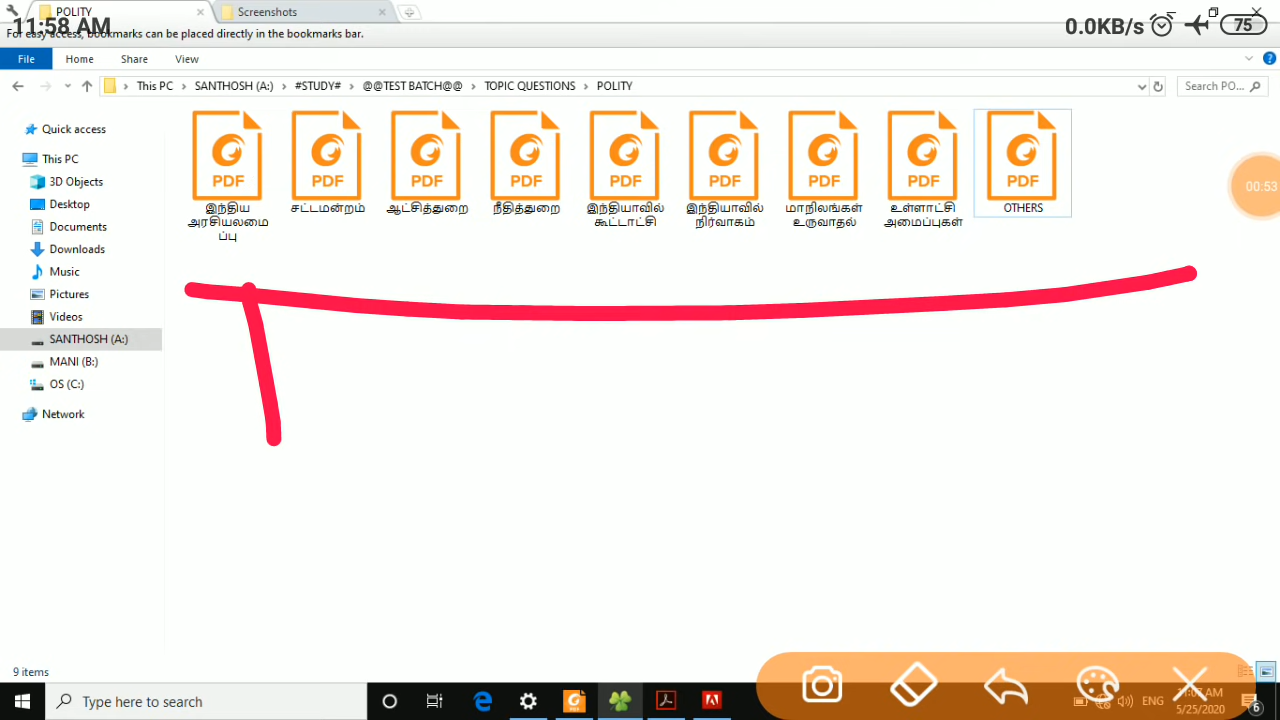 POLITY
Screenshots
11:58 AM
0.0KB/s
75
For easy access, bookmarks can be placed directly in the bookmarks bar.
File Home Share View
This PC > SANTHOSH (A:) > #STUDY# > @@TEST BATCH@@ > TOPIC QUESTIONS > POLITY
Search PO...
Quick access
This PC
3D Objects
Desktop
Documents
Downloads
Music
Pictures
Videos
SANTHOSH (A:)
MANI (B:)
OS (C:)
Network
PDF PDF PDF PDF PDF PDF PDF PDF PDF
இந்திய அரசியலமைப்பு
சட்டமன்றம்
ஆட்சித்துறை
நீதித்துறை
இந்தியாவில் கூட்டாட்சி
இந்தியாவில் நிர்வாகம்
மாநிலங்கள் உருவாதல்
உள்ளாட்சி அமைப்புகள்
OTHERS
00:53
9 items
Type here to search
ENG
5/25/2020
6